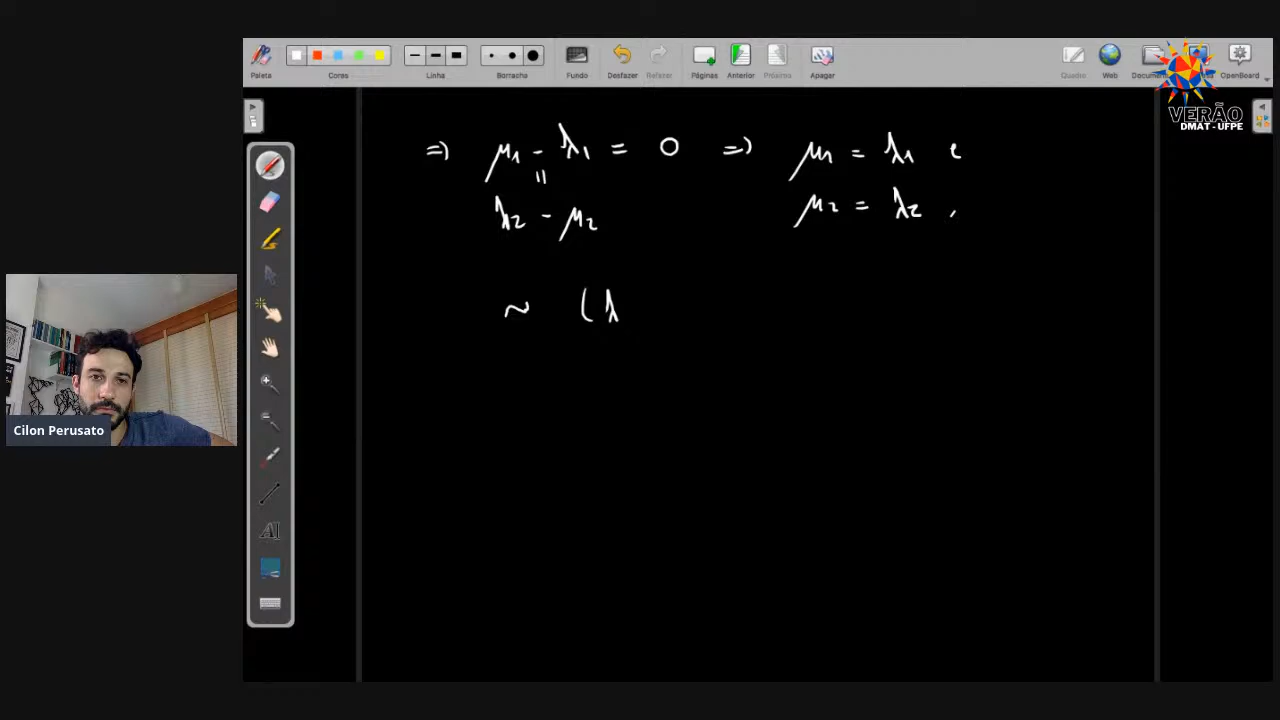 Paleta Cores Linha Borracha Fundo Desfazer Refazer Páginas Anterior Próximo Apagar Quadro Web OpenBoard
VERÃO
DMAT - UFPE
=> μ1 - λ1 = 0 => μ1 = λ1 e
=
λ2 - μ2 μ2 = λ2 ,
~ (λ
Cilon Perusato
AI